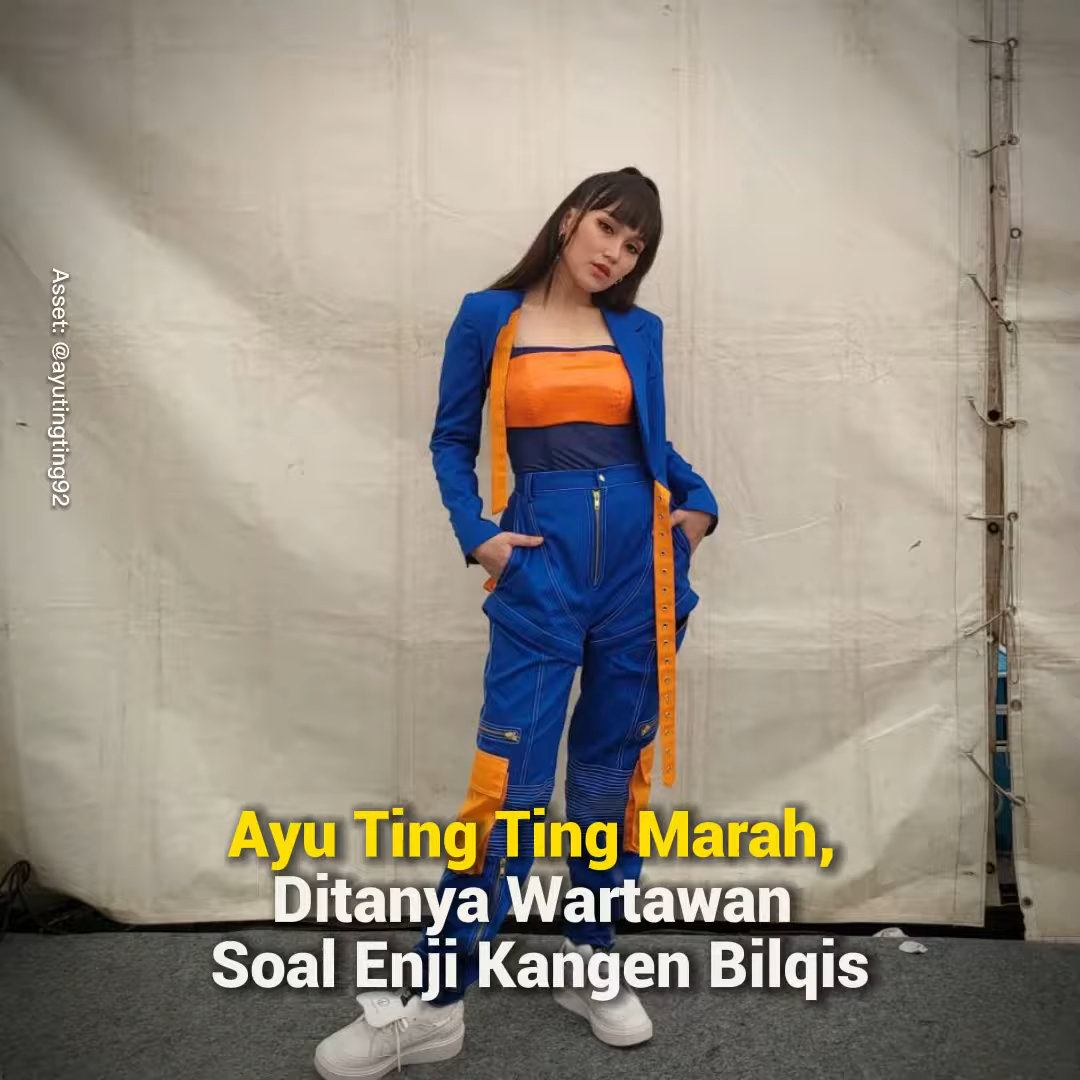 Asset: @ayutingting92
Ayu Ting Ting Marah,
Ditanya Wartawan
Soal Enji Kangen Bilqis